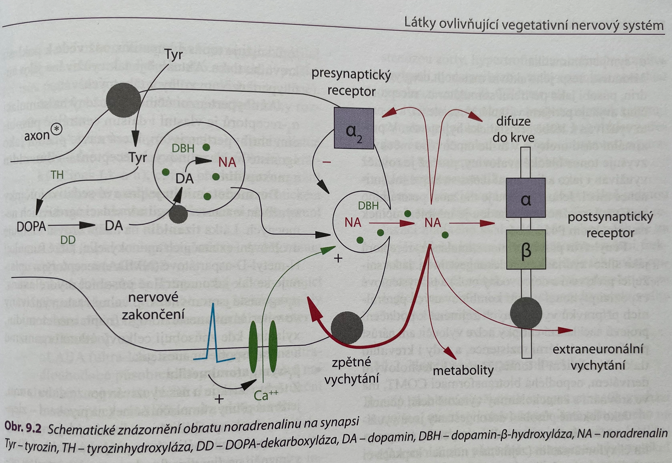 Látky ovlivňující vegetativní nervový systém
Tyr
presynaptický
receptor
axon
α₂
difuze
do krve
DBH
NA
Tyr
TH
DA
–
α
DBH
NA
NA
postsynaptický
receptor
DOPA
DD
DA
β
+
nervové
zakončení
zpětné
vychytání
metabolity
extraneuronální
vychytání
+
Ca⁺⁺
Obr. 9.2 Schematické znázornění obratu noradrenalinu na synapsi
Tyr – tyrozin, TH – tyrozinhydroxyláza, DD – DOPA-dekarboxyláza, DA – dopamin, DBH – dopamin-β-hydroxyláza, NA – noradrenalin